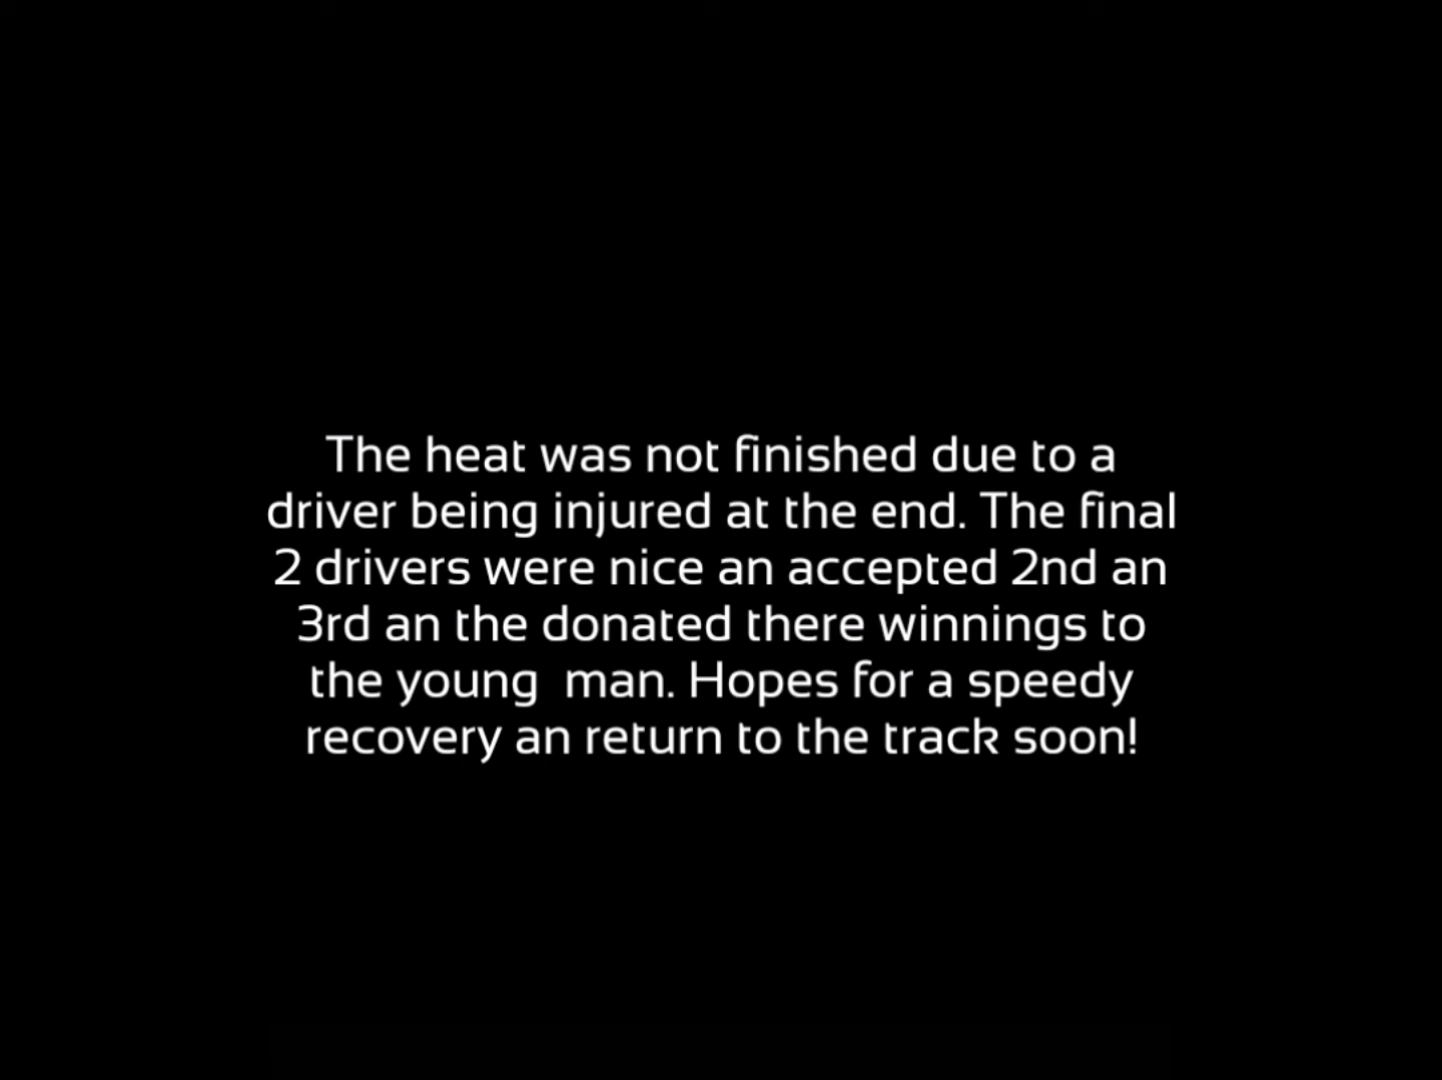 The heat was not finished due to a
driver being injured at the end. The final
2 drivers were nice an accepted 2nd an
3rd an the donated there winnings to
the young  man. Hopes for a speedy
recovery an return to the track soon!